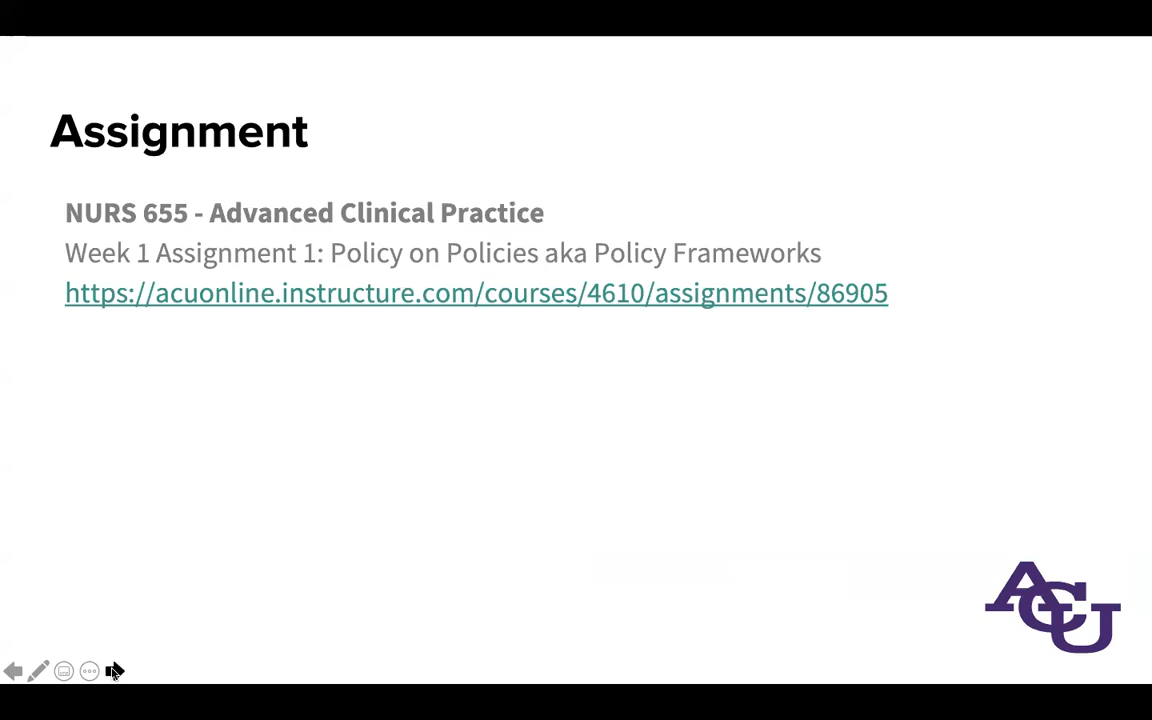 Assignment
NURS 655 - Advanced Clinical Practice
Week 1 Assignment 1: Policy on Policies aka Policy Frameworks
https://acuonline.instructure.com/courses/4610/assignments/86905
ACU